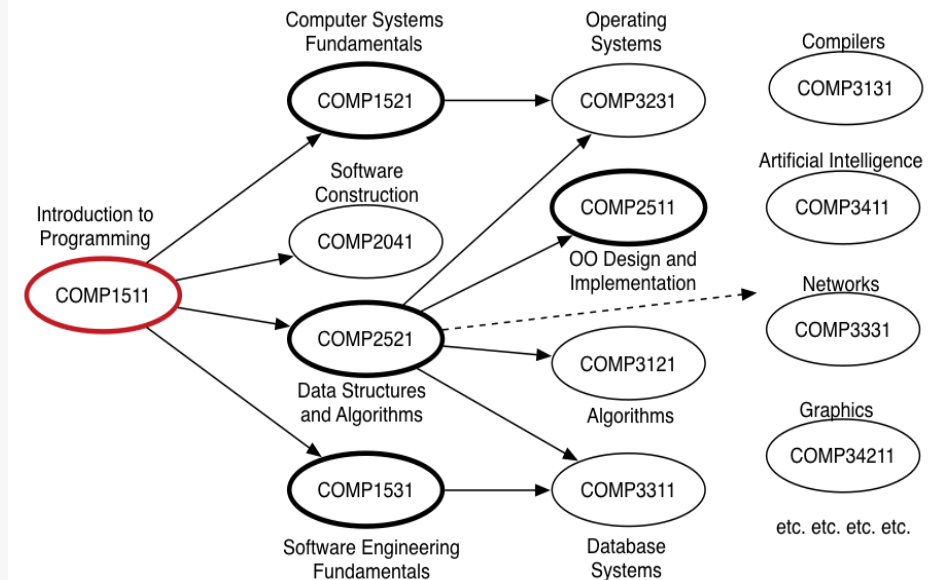 Computer Systems
Fundamentals
COMP1521
Operating
Systems
COMP3231
Compilers
COMP3131
Software
Construction
COMP2041
COMP2511
OO Design and
Implementation
Artificial Intelligence
COMP3411
Introduction to
Programming
COMP1511
COMP2521
Data Structures
and Algorithms
COMP3121
Algorithms
Networks
COMP3331
COMP1531
Software Engineering
Fundamentals
COMP3311
Database
Systems
Graphics
COMP34211
etc. etc. etc. etc.